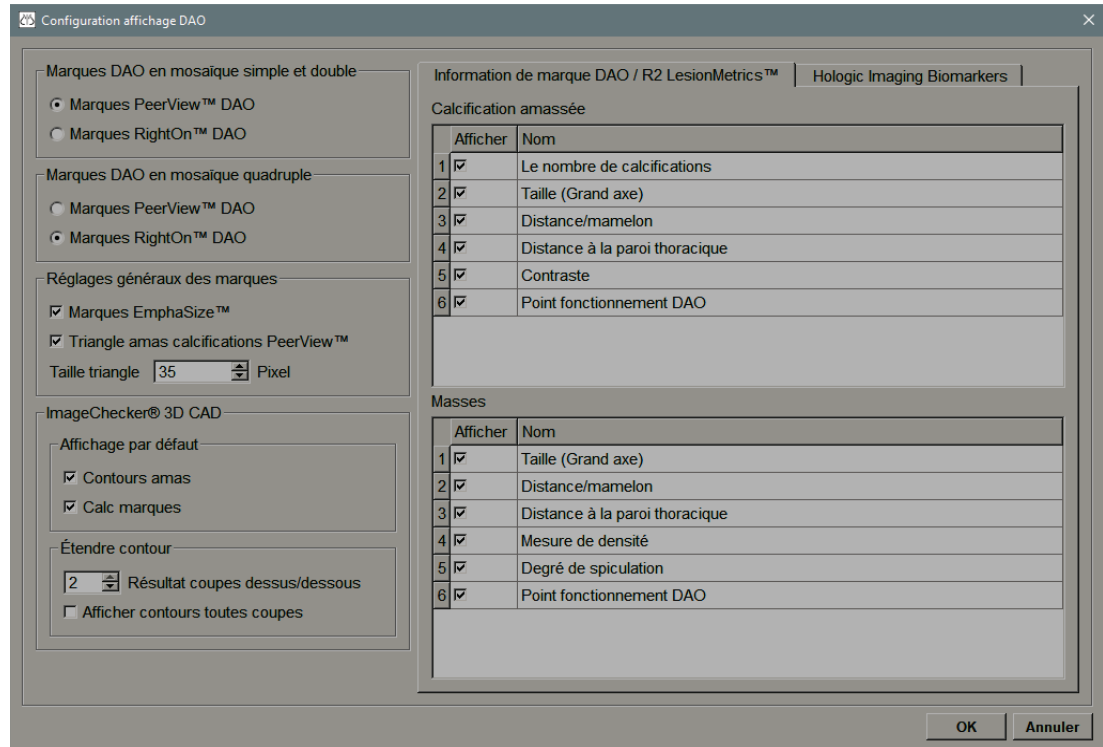 Configuration affichage DAO
Marques DAO en mosaïque simple et double
Marques PeerView™ DAO
Marques RightOn™ DAO
Marques DAO en mosaïque quadruple
Marques PeerView™ DAO
Marques RightOn™ DAO
Réglages généraux des marques
Marques EmphaSize™
Triangle amas calcifications PeerView™
Taille triangle 35 Pixel
ImageChecker® 3D CAD
Affichage par défaut
Contours amas
Calc marques
Étendre contour
2 Résultat coupes dessus/dessous
Afficher contours toutes coupes
Information de marque DAO / R2 LesionMetrics™ Hologic Imaging Biomarkers
Calcification amassée
Afficher Nom
1 Le nombre de calcifications
2 Taille (Grand axe)
3 Distance/mamelon
4 Distance à la paroi thoracique
5 Contraste
6 Point fonctionnement DAO
Masses
Afficher Nom
1 Taille (Grand axe)
2 Distance/mamelon
3 Distance à la paroi thoracique
4 Mesure de densité
5 Degré de spiculation
6 Point fonctionnement DAO
OK Annuler